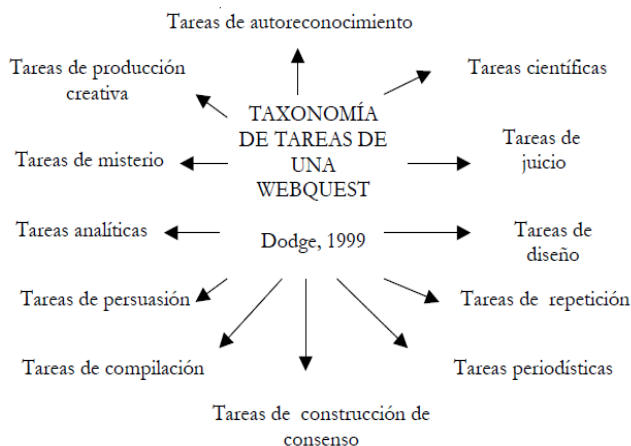 Tareas de autoreconocimiento
Tareas de producción
creativa
Tareas científicas
TAXONOMÍA
DE TAREAS DE
UNA
WEBQUEST
Tareas de
juicio
Tareas de misterio
Tareas analíticas
Dodge, 1999
Tareas de
diseño
Tareas de persuasión
Tareas de repetición
Tareas de compilación
Tareas periodísticas
Tareas de construcción de
consenso